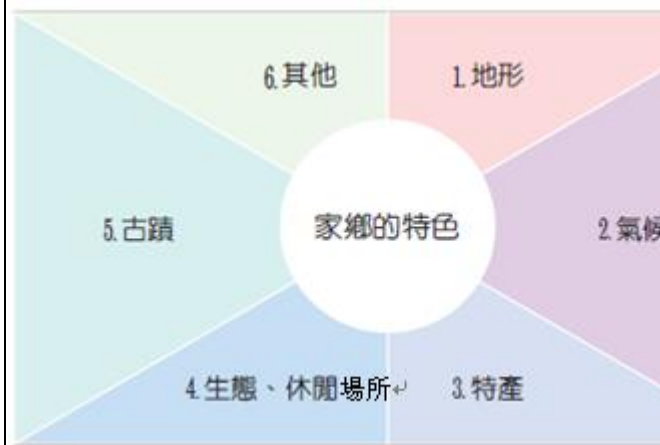 家鄉的特色
1.地形
2.氣候
3.特產
4.生態、休閒場所
5.古蹟
6.其他